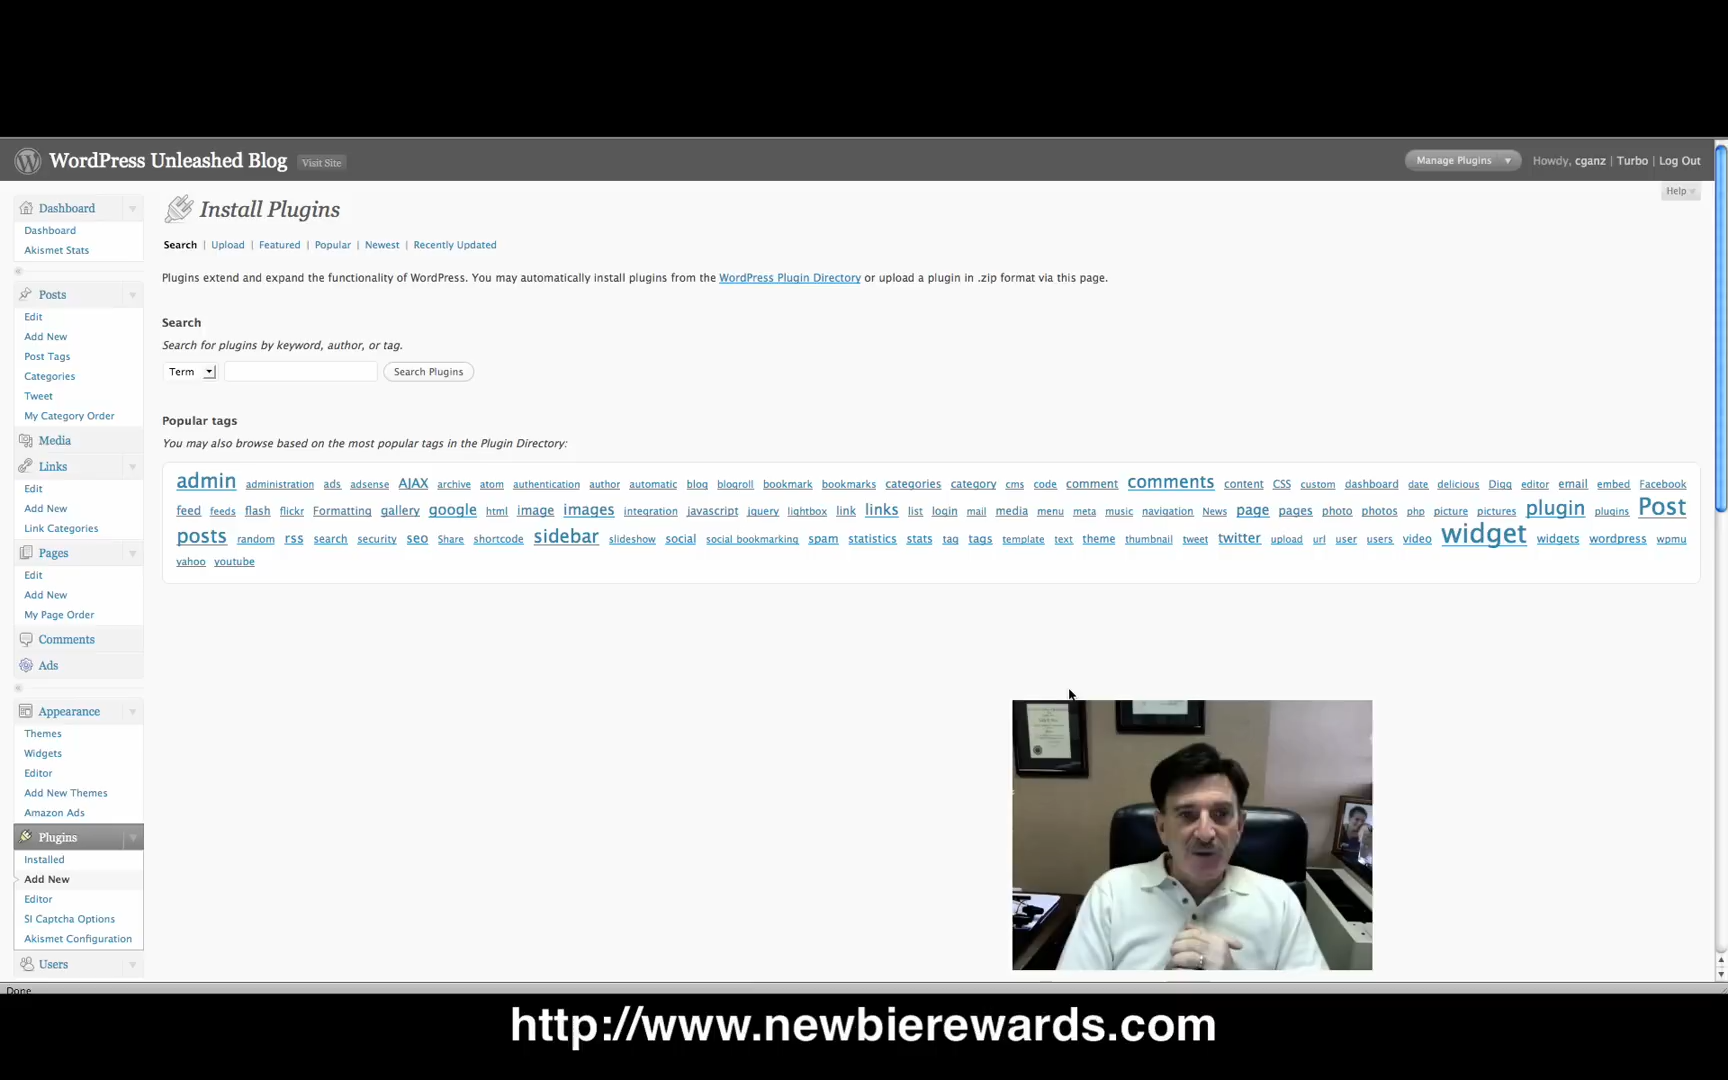 WordPress Unleashed Blog Visit Site
Manage Plugins Howdy, cganz | Turbo | Log Out
Help
Dashboard
Dashboard
Akismet Stats
Posts
Edit
Add New
Post Tags
Categories
Tweet
My Category Order
Media
Links
Edit
Add New
Link Categories
Pages
Edit
Add New
My Page Order
Comments
Ads
Appearance
Themes
Widgets
Editor
Add New Themes
Amazon Ads
Plugins
Installed
Add New
Editor
SI Captcha Options
Akismet Configuration
Users
Install Plugins
Search | Upload | Featured | Popular | Newest | Recently Updated
Plugins extend and expand the functionality of WordPress. You may automatically install plugins from the WordPress Plugin Directory or upload a plugin in .zip format via this page.
Search
Search for plugins by keyword, author, or tag.
Term Search Plugins
Popular tags
You may also browse based on the most popular tags in the Plugin Directory:
admin administration ads adsense AJAX archive atom authentication author automatic blog blogroll bookmark bookmarks categories category cms code comment comments content CSS custom dashboard date delicious Digg editor email embed Facebook
feed feeds flash flickr Formatting gallery google html image images integration javascript jquery lightbox link links list login mail media menu meta music navigation News page pages photo photos php picture pictures plugin plugins Post
posts random rss search security seo Share shortcode sidebar slideshow social social bookmarking spam statistics stats tag tags template text theme thumbnail tweet twitter upload url user users video widget widgets wordpress wpmu
yahoo youtube
Done
http://www.newbierewards.com